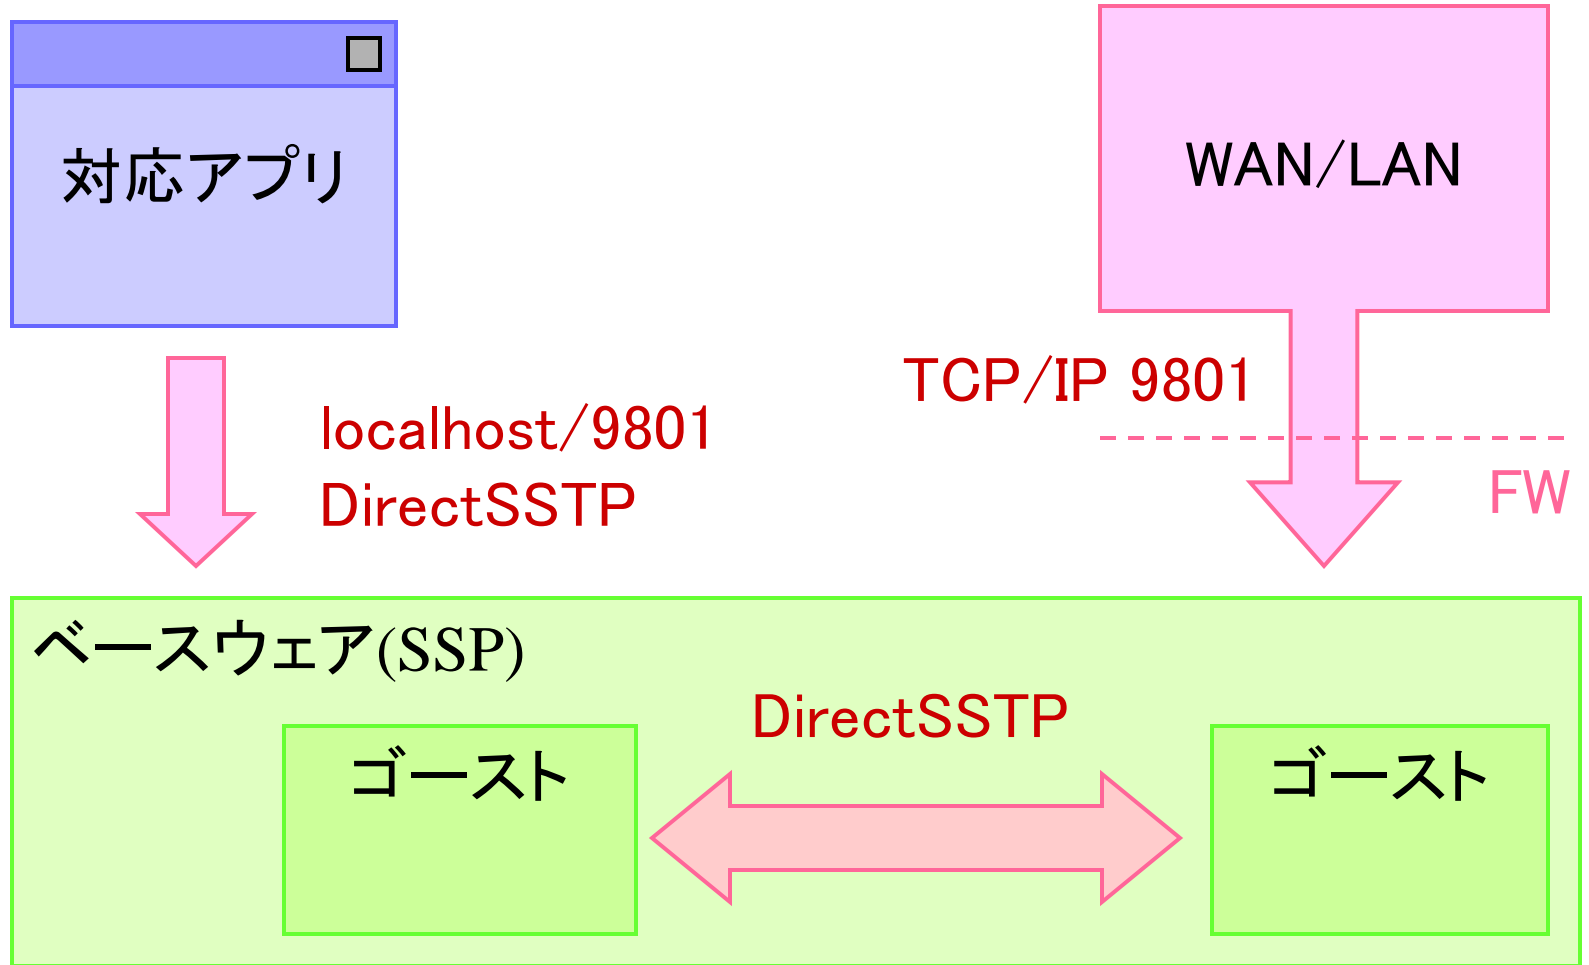 対応アプリ
WAN/LAN
TCP/IP 9801
localhost/9801
DirectSSTP
FW
ベースウェア(SSP)
DirectSSTP
ゴースト
ゴースト